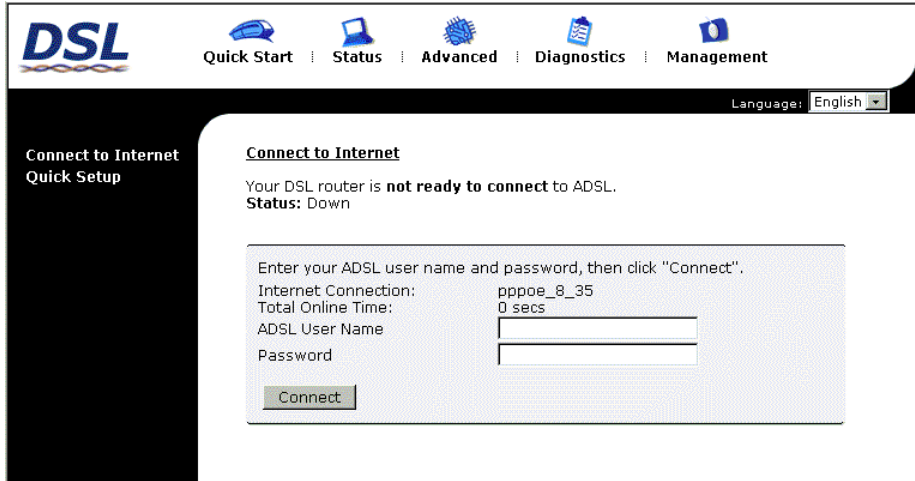 DSL
Quick Start | Status | Advanced | Diagnostics | Management
Language: English
Connect to Internet
Quick Setup
Connect to Internet
Your DSL router is not ready to connect to ADSL.
Status: Down
Enter your ADSL user name and password, then click "Connect".
Internet Connection: pppoe_8_35
Total Online Time: 0 secs
ADSL User Name
Password
Connect